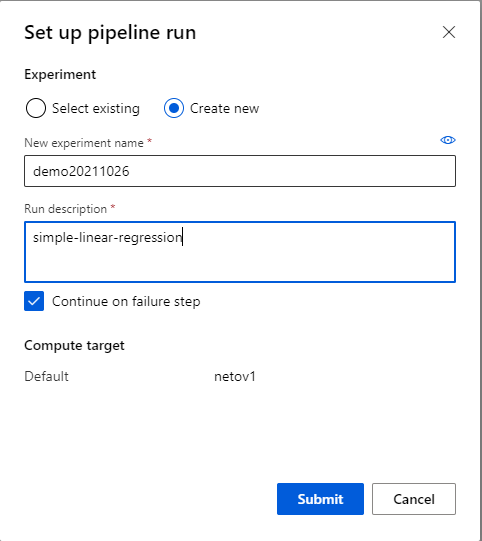 Set up pipeline run
Experiment
Select existing Create new
New experiment name *
demo20211026
Run description *
simple-linear-regression
Continue on failure step
Compute target
Default netov1
Submit Cancel